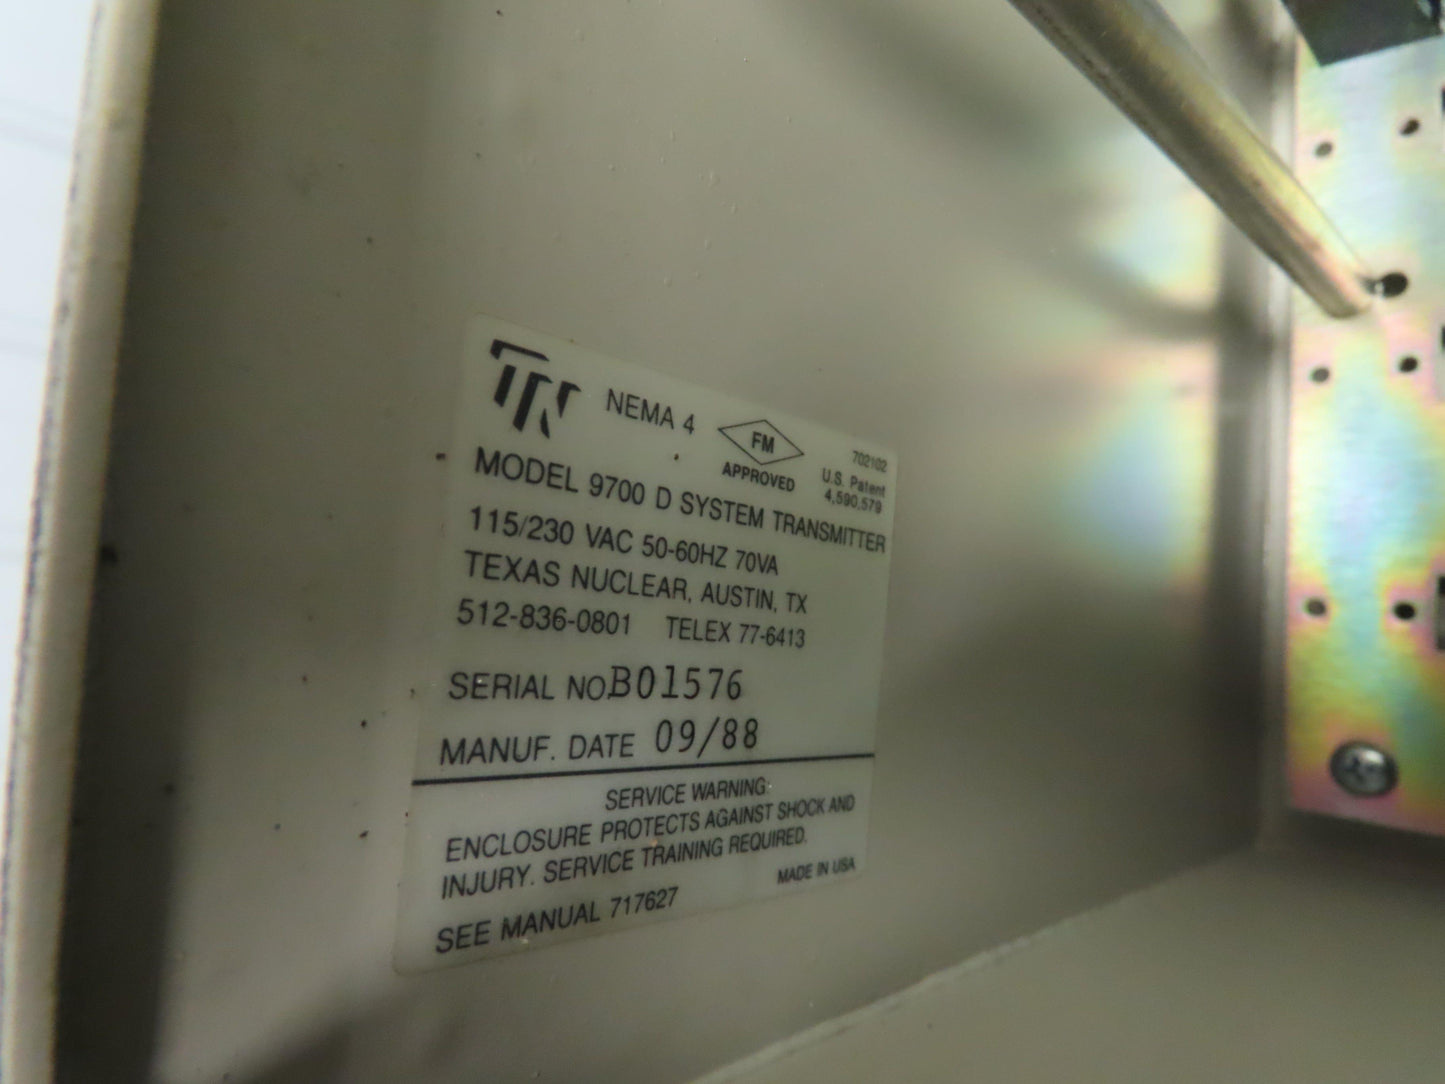 TN NEMA 4 FM APPROVED
702102
U.S. Patent
4,590,579
MODEL 9700 D SYSTEM TRANSMITTER
115/230 VAC 50-60HZ 70VA
TEXAS NUCLEAR, AUSTIN, TX
512-836-0801 TELEX 77-6413
SERIAL NO. B01576
MANUF. DATE 09/88
SERVICE WARNING:
ENCLOSURE PROTECTS AGAINST SHOCK AND
INJURY. SERVICE TRAINING REQUIRED.
SEE MANUAL 717627 MADE IN USA